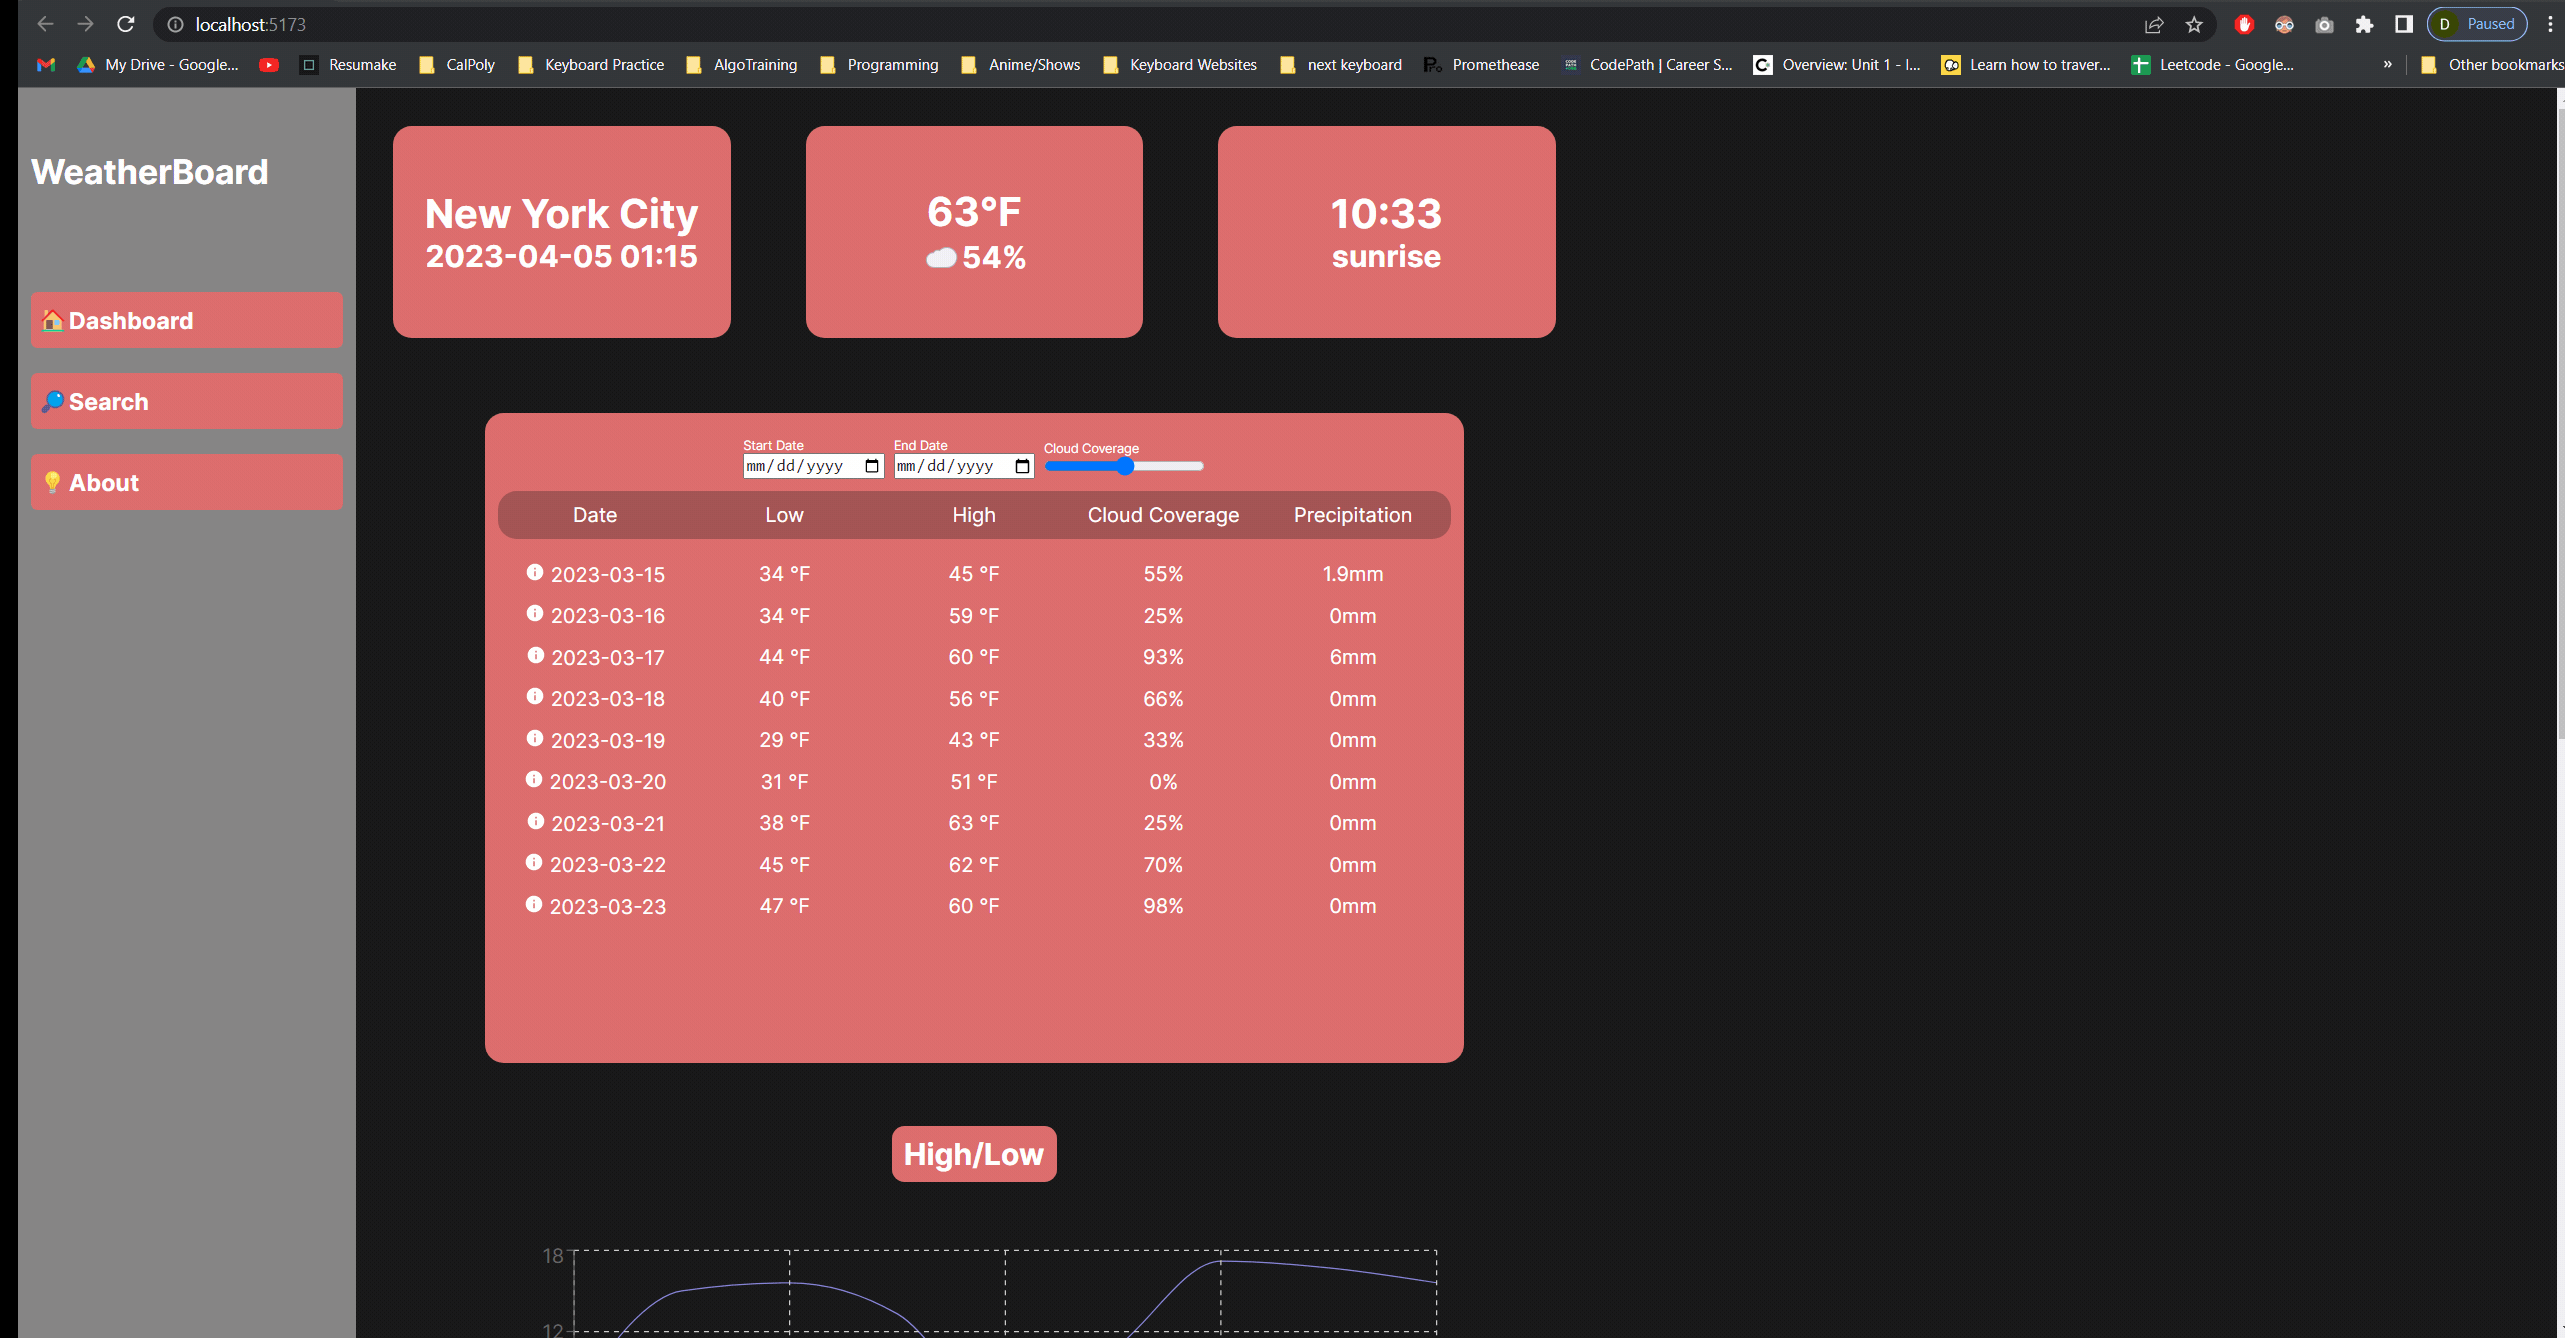 localhost:5173
D Paused
My Drive - Google...
Resumake
CalPoly
Keyboard Practice
AlgoTraining
Programming
Anime/Shows
Keyboard Websites
next keyboard
Promethease
CodePath | Career S...
Overview: Unit 1 - I...
Learn how to traver...
Leetcode - Google...
»
Other bookmarks
WeatherBoard
Dashboard
Search
About
New York City
2023-04-05 01:15
63°F
☁️54%
10:33
sunrise
Start Date End Date Cloud Coverage
mm/dd/yyyy mm/dd/yyyy
Date Low High Cloud Coverage Precipitation
2023-03-15 34 °F 45 °F 55% 1.9mm
2023-03-16 34 °F 59 °F 25% 0mm
2023-03-17 44 °F 60 °F 93% 6mm
2023-03-18 40 °F 56 °F 66% 0mm
2023-03-19 29 °F 43 °F 33% 0mm
2023-03-20 31 °F 51 °F 0% 0mm
2023-03-21 38 °F 63 °F 25% 0mm
2023-03-22 45 °F 62 °F 70% 0mm
2023-03-23 47 °F 60 °F 98% 0mm
High/Low
18
12